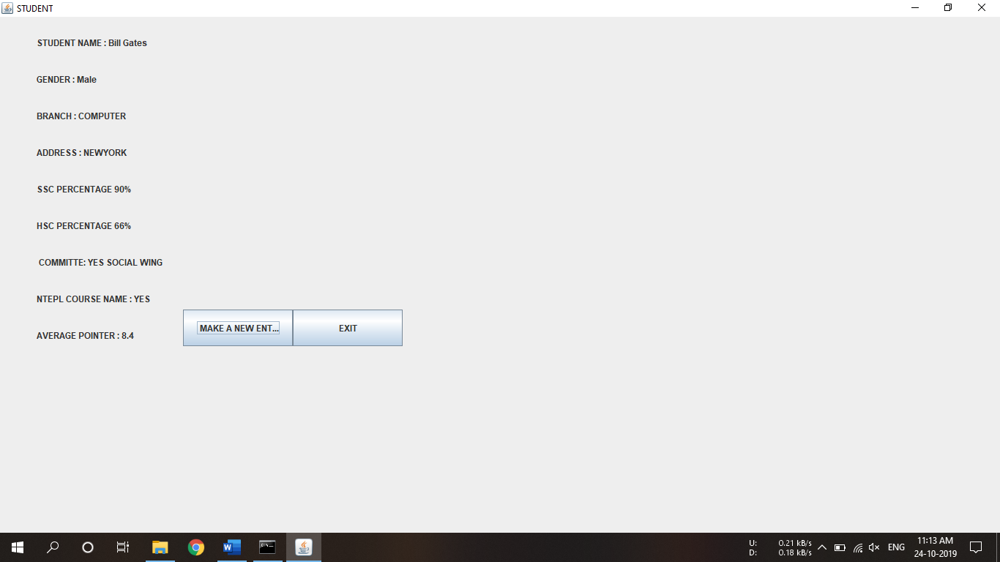 STUDENT
STUDENT NAME : Bill Gates
GENDER : Male
BRANCH : COMPUTER
ADDRESS : NEWYORK
SSC PERCENTAGE 90%
HSC PERCENTAGE 66%
COMMITTE: YES SOCIAL WING
NTEPL COURSE NAME : YES
AVERAGE POINTER : 8.4
MAKE A NEW ENT...
EXIT
U: 0.21 kB/s
D: 0.18 kB/s
ENG
11:13 AM
24-10-2019